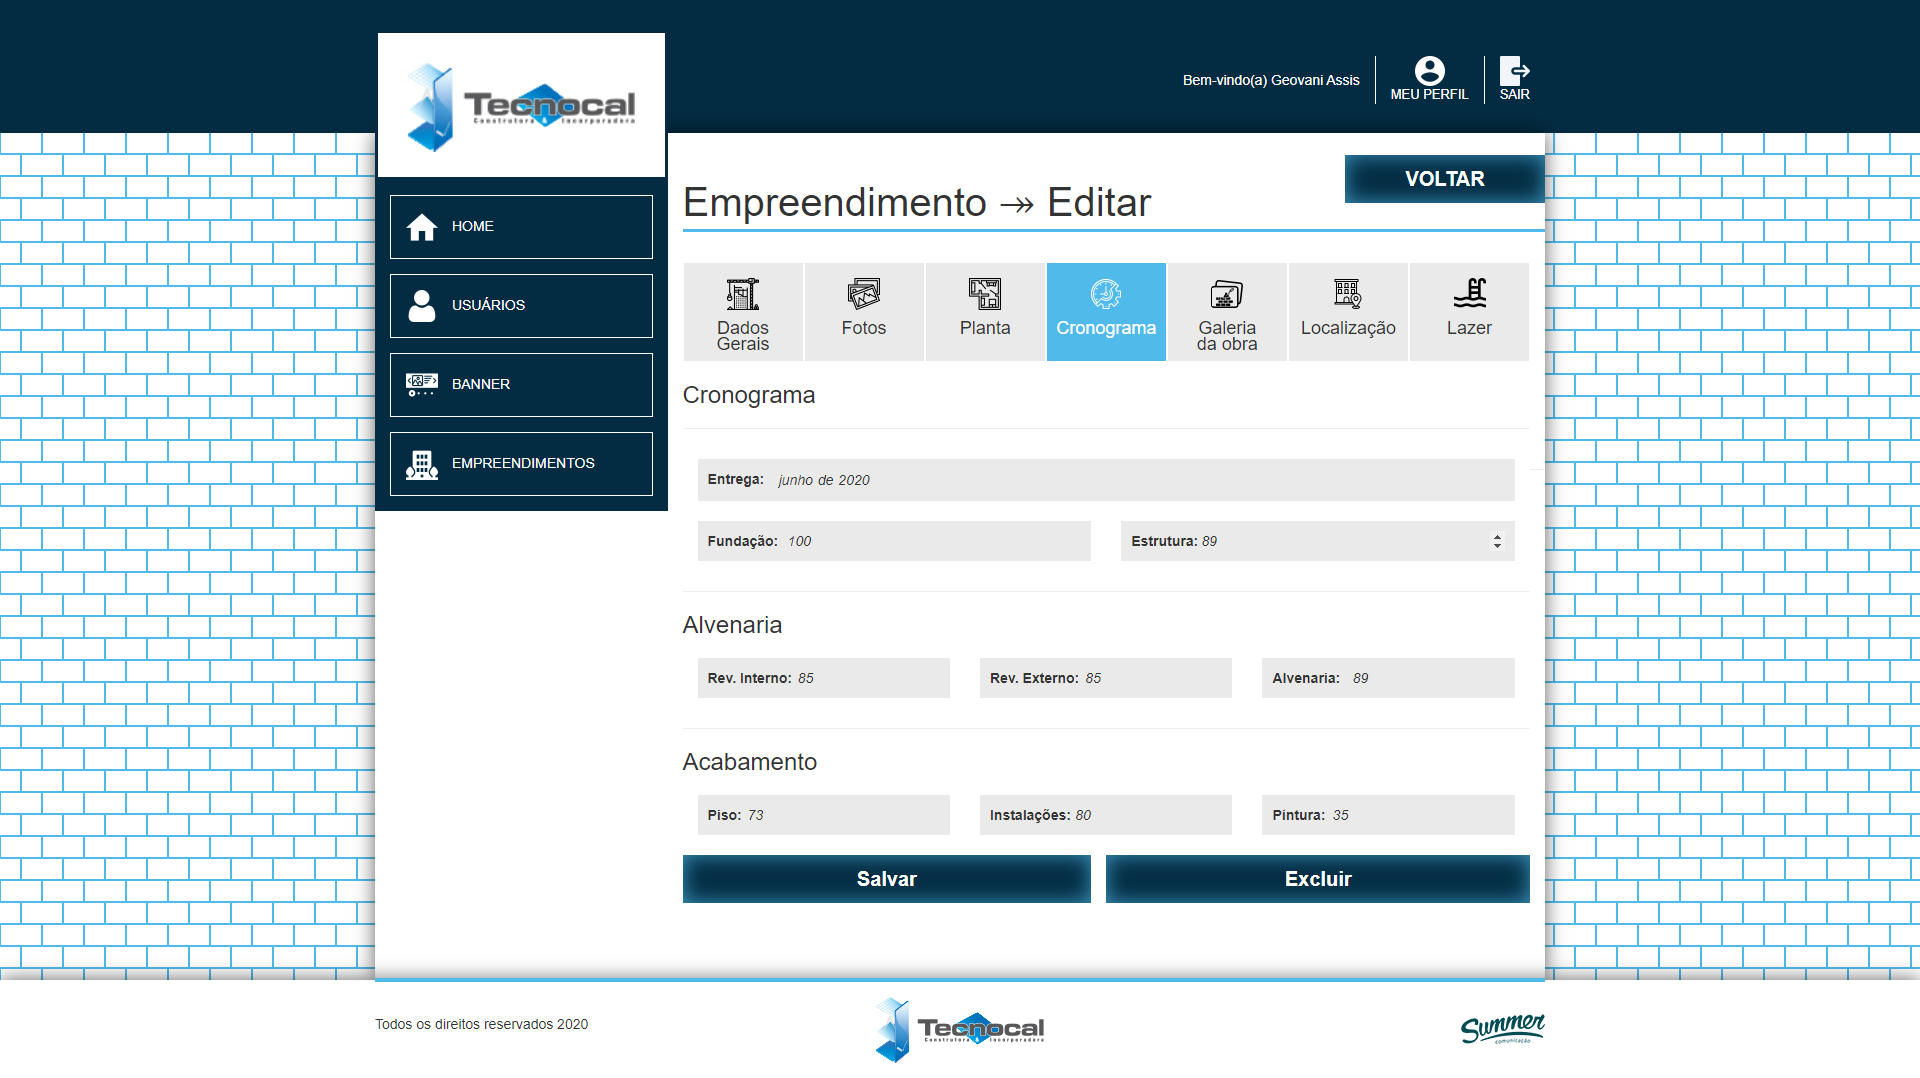 Tecnocal
Construtora & Incorporadora
Bem-vindo(a) Geovani Assis
MEU PERFIL
SAIR
HOME
USUÁRIOS
BANNER
EMPREENDIMENTOS
VOLTAR
Empreendimento ↠ Editar
Dados Gerais
Fotos
Planta
Cronograma
Galeria da obra
Localização
Lazer
Cronograma
Entrega: junho de 2020
Fundação: 100
Estrutura: 89
Alvenaria
Rev. Interno: 85
Rev. Externo: 85
Alvenaria: 89
Acabamento
Piso: 73
Instalações: 80
Pintura: 35
Salvar
Excluir
Todos os direitos reservados 2020
Tecnocal
Construtora & Incorporadora
Summer
comunicação